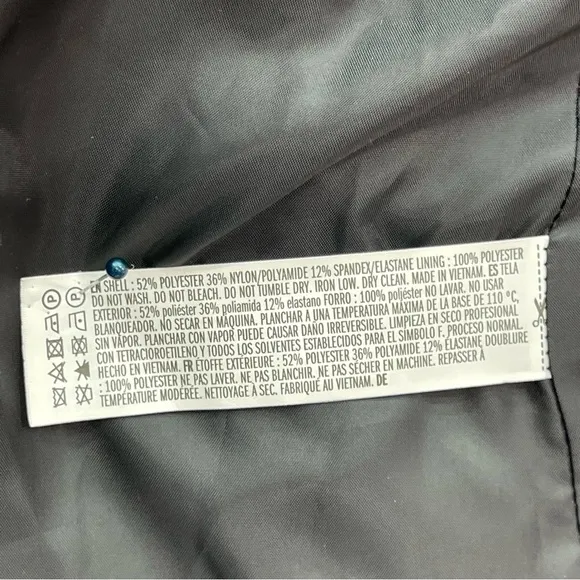 EN SHELL : 52% POLYESTER 36% NYLON/POLYAMIDE 12% SPANDEX/ELASTANE LINING : 100% POLYESTER
DO NOT WASH. DO NOT BLEACH. DO NOT TUMBLE DRY. IRON LOW. DRY CLEAN. MADE IN VIETNAM. ES TELA
EXTERIOR : 52% poliéster 36% poliamida 12% elastano FORRO : 100% poljéster NO LAVAR. NO USAR
BLANQUEADOR. NO SECAR EN MÁQUINA. PLANCHAR A UNA TEMPERATURA MÁXIMA DE LA BASE DE 110 °C,
SIN VAPOR. PLANCHAR CON VAPOR PUEDE CAUSAR DAÑO IRREVERSIBLE. LIMPIEZA EN SECO PROFESIONAL
CON TETRACLOROETILENO Y TODOS LOS SOLVENTES ESTABLECIDOS PARA EL SÍMBOLO F. PROCESO NORMAL.
HECHO EN VIETNAM. FR ÉTOFFE EXTÉRIEURE : 52% POLYESTER 36% POLYAMIDE 12% ÉLASTANE DOUBLURE
: 100% POLYESTER NE PAS LAVER. NE PAS BLANCHIR. NE PAS SÉCHER EN MACHINE. REPASSER À
TEMPÉRATURE MODÉRÉE. NETTOYAGE À SEC. FABRIQUÉ AU VIETNAM. DE
P P